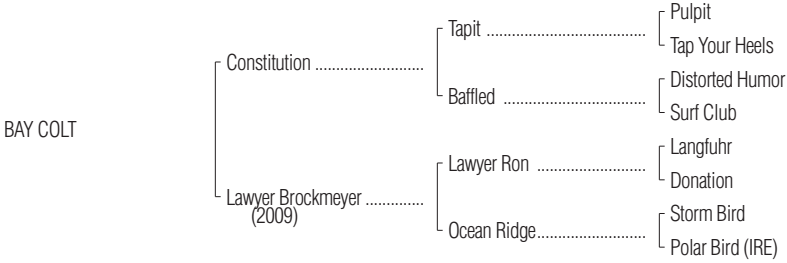 Pulpit
Tapit ......................................
Tap Your Heels
Constitution ..........................
Distorted Humor
Baffled ..................................
Surf Club
BAY COLT
Langfuhr
Lawyer Ron ..........................
Donation
Lawyer Brockmeyer ..............
(2009)
Storm Bird
Ocean Ridge..........................
Polar Bird (IRE)